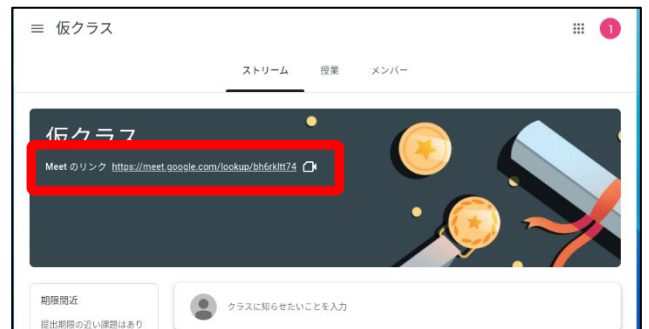 仮クラス
1
ストリーム 授業 メンバー
仮クラス
Meet のリンク https://meet.google.com/lookup/bh6rkltt74
期限間近
提出期限の近い課題はあり
クラスに知らせたいことを入力